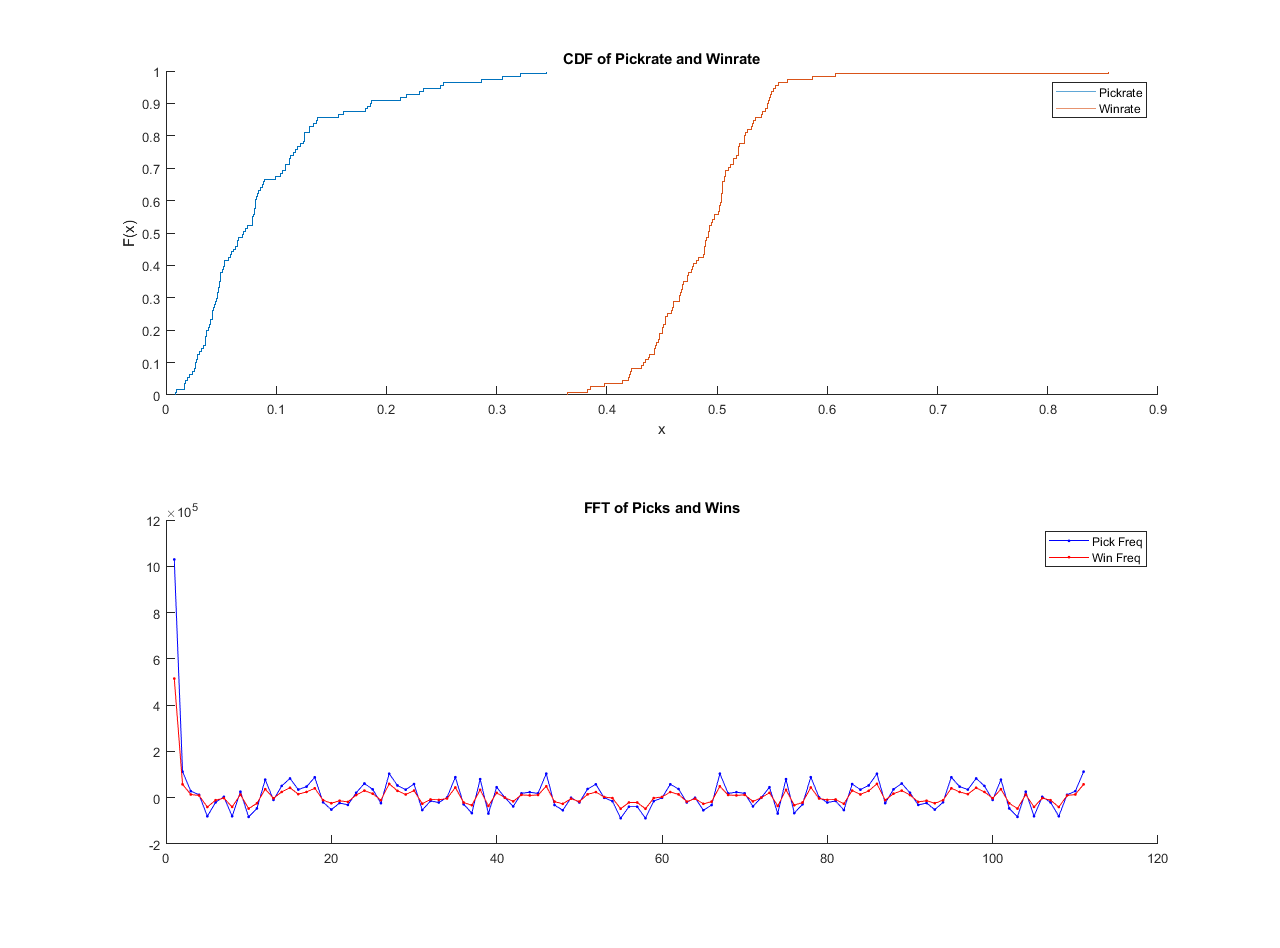 CDF of Pickrate and Winrate
1
0.9
0.8
0.7
0.6
0.5
0.4
0.3
0.2
0.1
0
F(x)
Pickrate
Winrate
0 0.1 0.2 0.3 0.4 0.5 0.6 0.7 0.8 0.9
x
FFT of Picks and Wins
×10^5
12
10
8
6
4
2
0
-2
Pick Freq
Win Freq
0 20 40 60 80 100 120